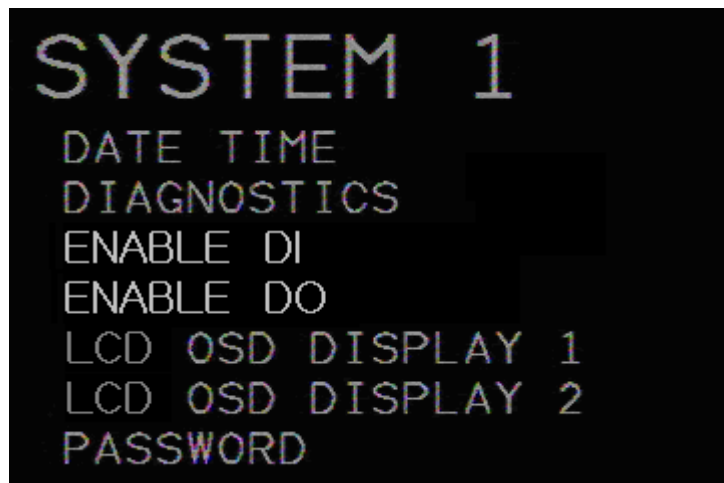 SYSTEM 1
DATE TIME
DIAGNOSTICS
ENABLE DI
ENABLE DO
LCD OSD DISPLAY 1
LCD OSD DISPLAY 2
PASSWORD